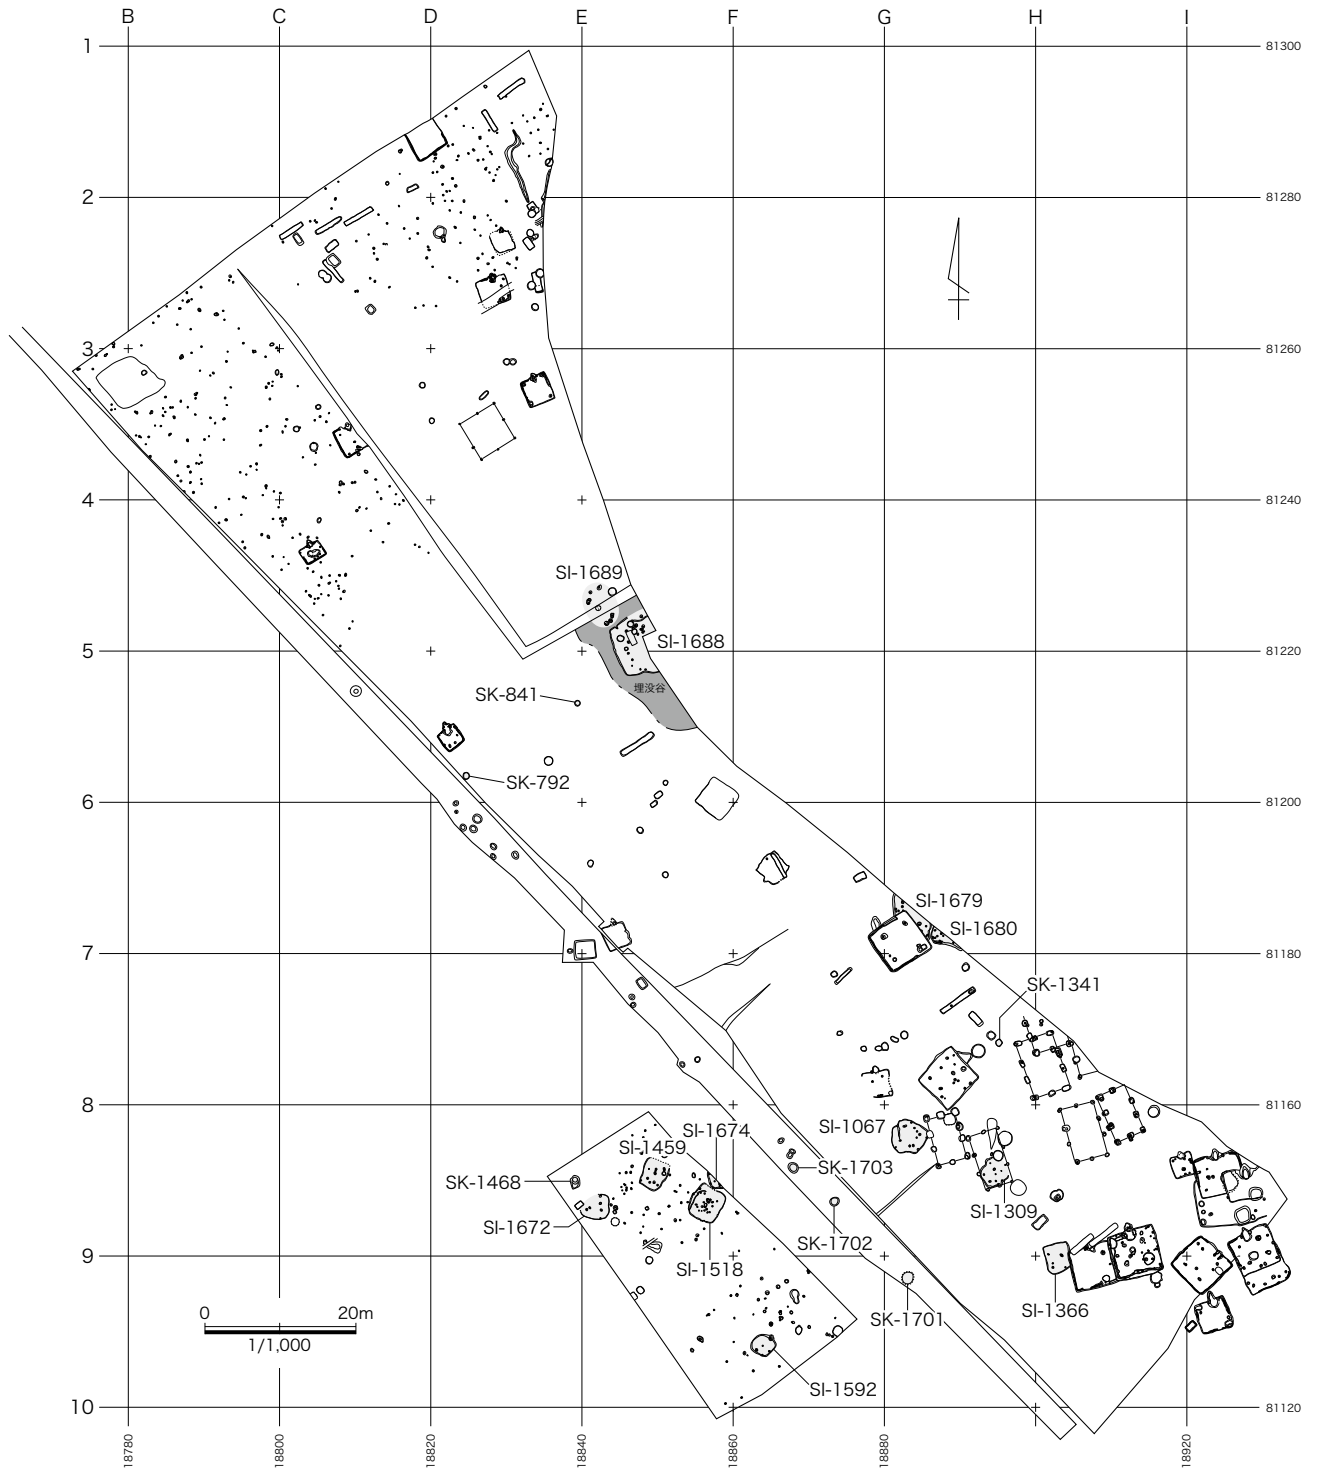 B C D E F G H I
1 81300
2 81280
3 81260
4 81240
SI-1689
SI-1688
5 81220
埋没谷
SK-841
SK-792
6 81200
SI-1679
SI-1680
7 81180
SK-1341
8 81160
SI-1067
SI-1674
SI-1459
SK-1703
SK-1468
SI-1309
SI-1672
SK-1702
9
SI-1518
0 20m
1/1,000
SI-1366
SK-1701
SI-1592
10 81120
18780 18800 18820 18840 18860 18880 18920